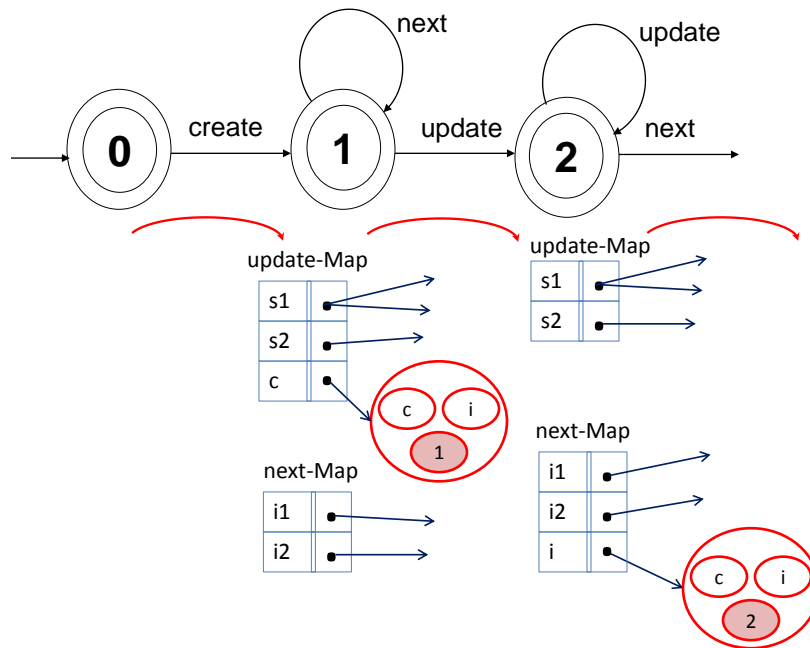 next
update
create
update
next
0
1
2
update-Map
s1
s2
c
c i
1
next-Map
i1
i2
update-Map
s1
s2
next-Map
i1
i2
i
c i
2